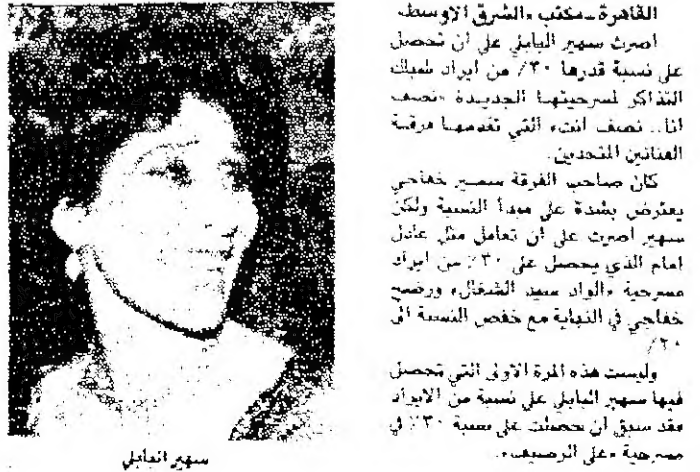 القاهرة ـ مكتب «الشرق الاوسط»
اصرت سهير البابلي على ان تحصل
على نسبة قدرها ٣٠٪ من ايراد شباك
التذاكر لمسرحيتها الجديدة «نصف
انا.. نصف انت» التي تقدمها فرقة
الفنانين المتحدين.
كان صاحب الفرقة سمير خفاجي
يعترض بشدة على مبدأ النسبة ولكن
سهير اصرت على ان تعامل مثل عادل
امام الذي يحصل على ٣٠٪ من ايراد
مسرحية «الواد سيد الشغال» ورضخ
خفاجي في النهاية مع خفض النسبة الى
٢٠٪
وليست هذه المرة الاولى التي تحصل
فيها سهير البابلي على نسبة من الايراد
فقد سبق ان حصلت على نسبة ٣٠٪ في
مسرحية «على الرصيف».
سهير البابلي